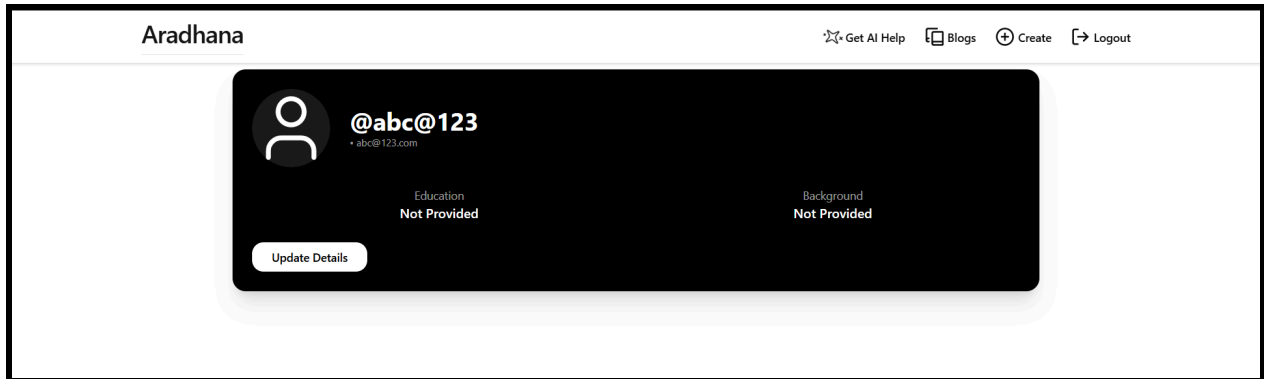 Aradhana
Get AI Help Blogs Create Logout
@abc@123
• abc@123.com
Education Background
Not Provided Not Provided
Update Details